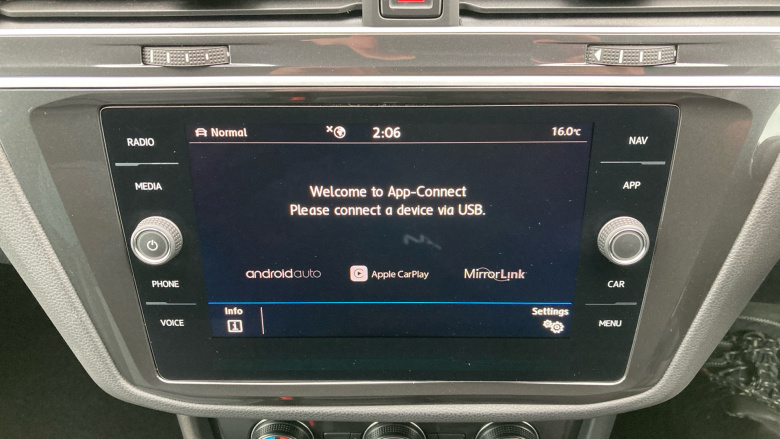 RADIO
MEDIA
PHONE
VOICE
Normal 2:06 16.0°C
Welcome to App-Connect
Please connect a device via USB.
androidauto Apple CarPlay MirrorLink
Info Settings
NAV
APP
CAR
MENU